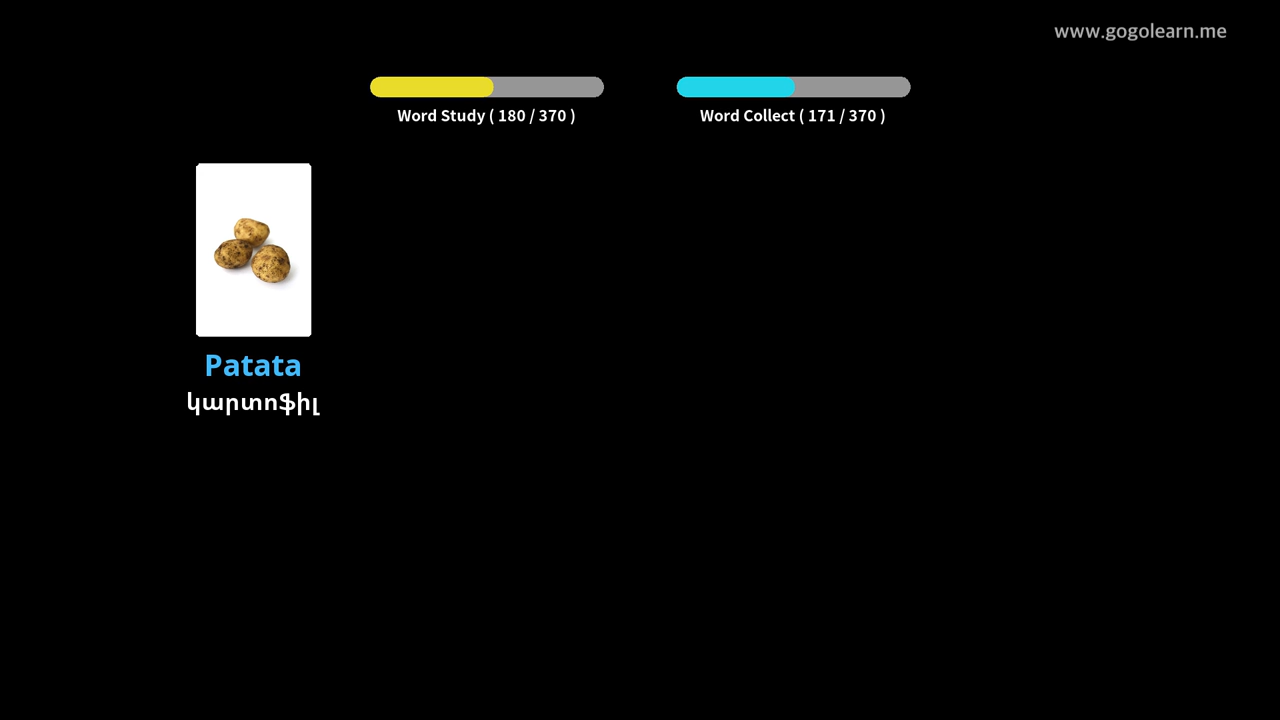 www.gogolearn.me
Word Study ( 180 / 370 )
Word Collect ( 171 / 370 )
Patata
կարտոֆիլ